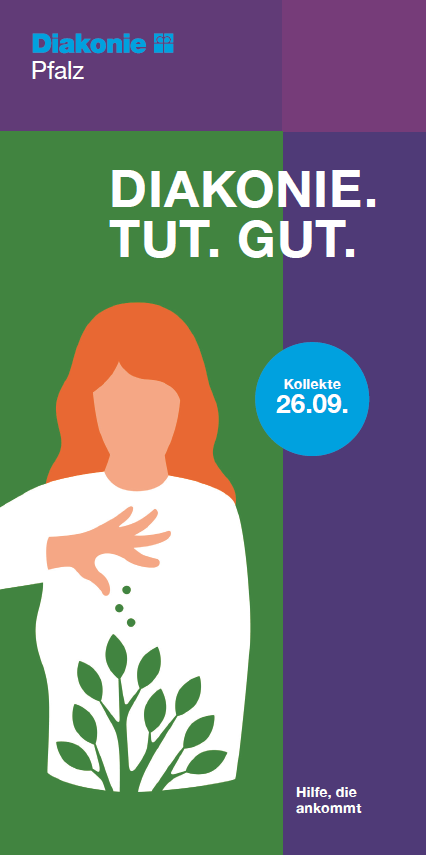 Diakonie
Pfalz
DIAKONIE.
TUT. GUT.
Kollekte
26.09.
Hilfe, die
ankommt